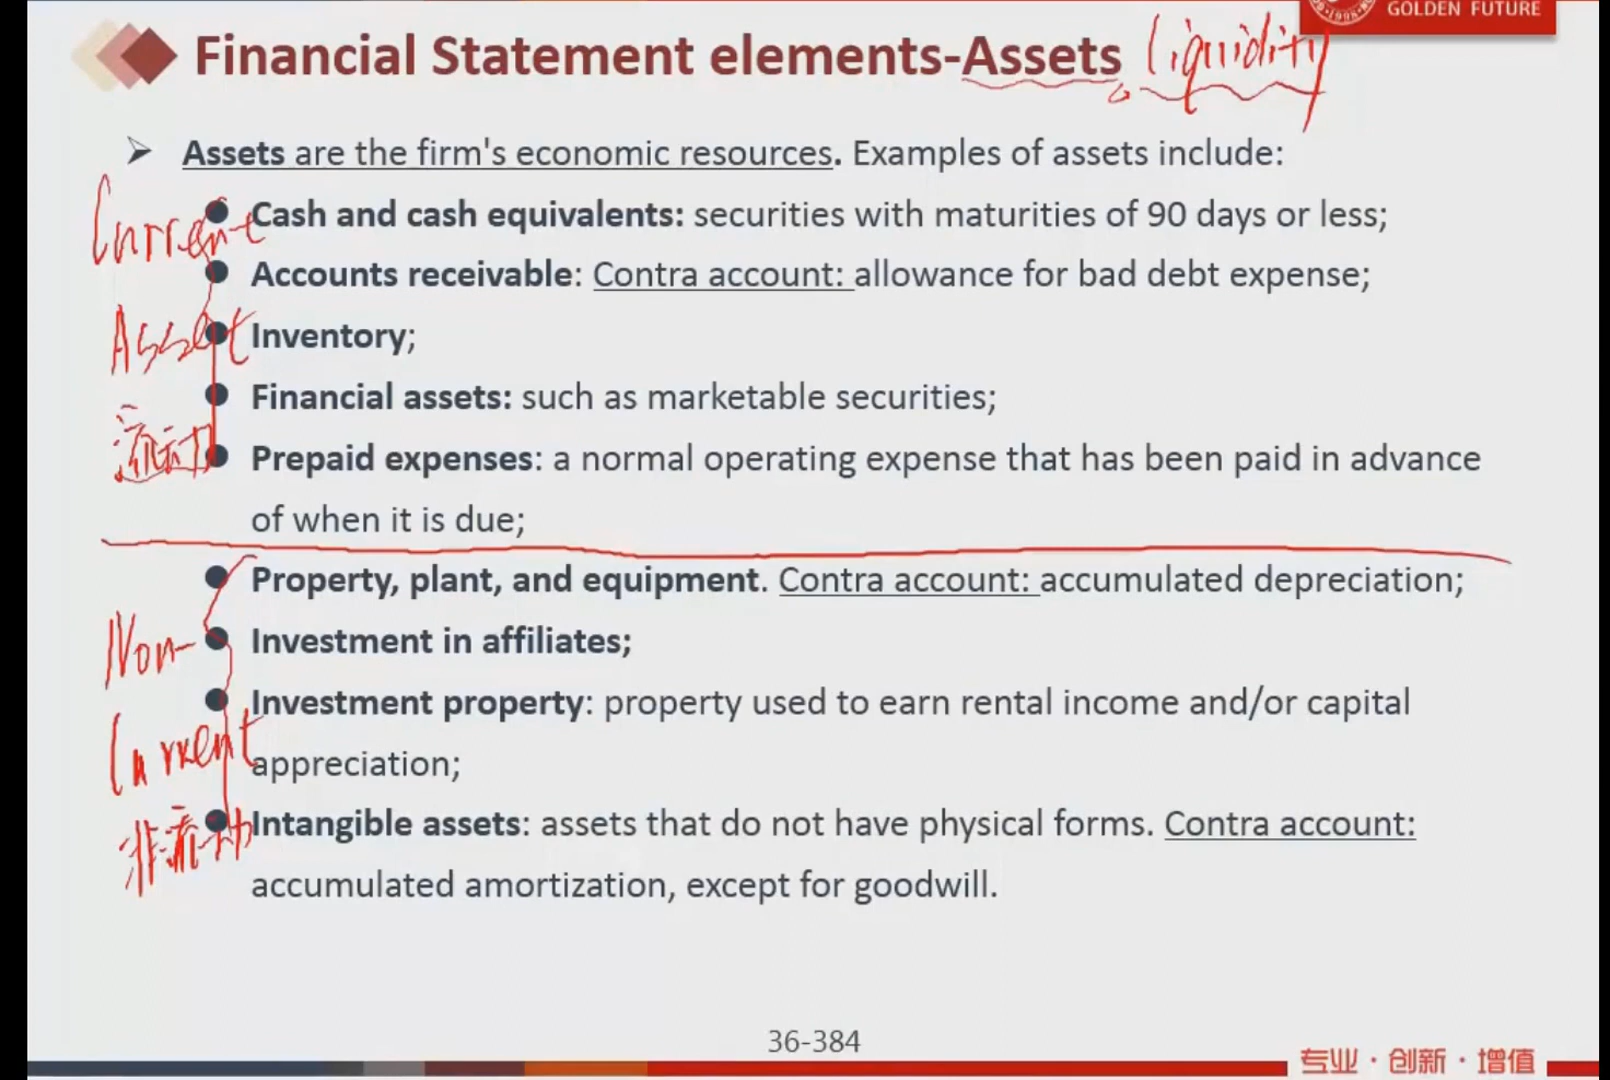 GOLDEN FUTURE
Financial Statement elements-Assets liquidity
➢ Assets are the firm's economic resources. Examples of assets include:
Current
● Cash and cash equivalents: securities with maturities of 90 days or less;
● Accounts receivable: Contra account: allowance for bad debt expense;
Asset
● Inventory;
● Financial assets: such as marketable securities;
流动
● Prepaid expenses: a normal operating expense that has been paid in advance
of when it is due;
● Property, plant, and equipment. Contra account: accumulated depreciation;
Non-
● Investment in affiliates;
● Investment property: property used to earn rental income and/or capital
Current
appreciation;
非流动
● Intangible assets: assets that do not have physical forms. Contra account:
accumulated amortization, except for goodwill.
36-384
专业·创新·增值